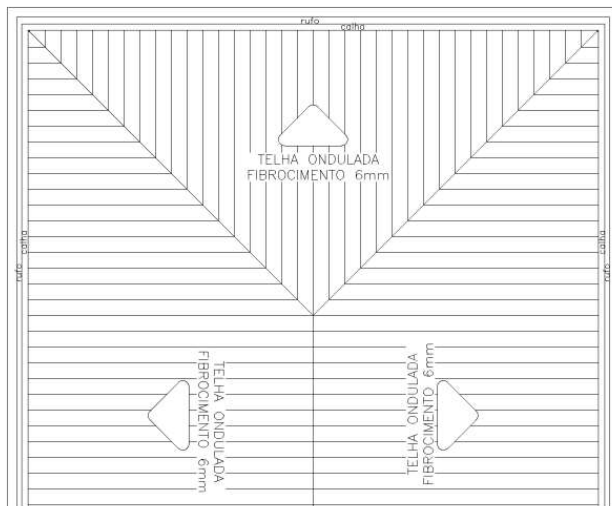 rufo
calha
TELHA ONDULADA
FIBROCIMENTO 6mm
calha
rufo
calha
rufo
TELHA ONDULADA
FIBROCIMENTO 6mm
TELHA ONDULADA
FIBROCIMENTO 6mm